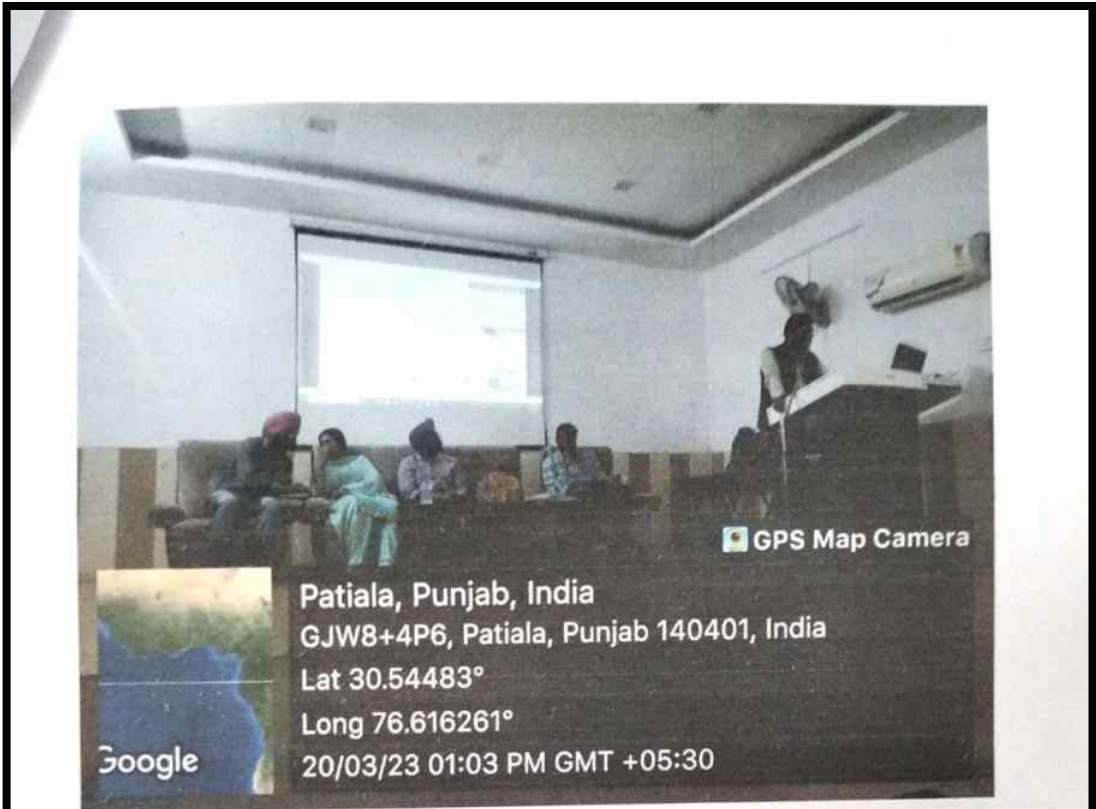 GPS Map Camera
Patiala, Punjab, India
GJW8+4P6, Patiala, Punjab 140401, India
Lat 30.54483°
Long 76.616261°
20/03/23 01:03 PM GMT +05:30
Google